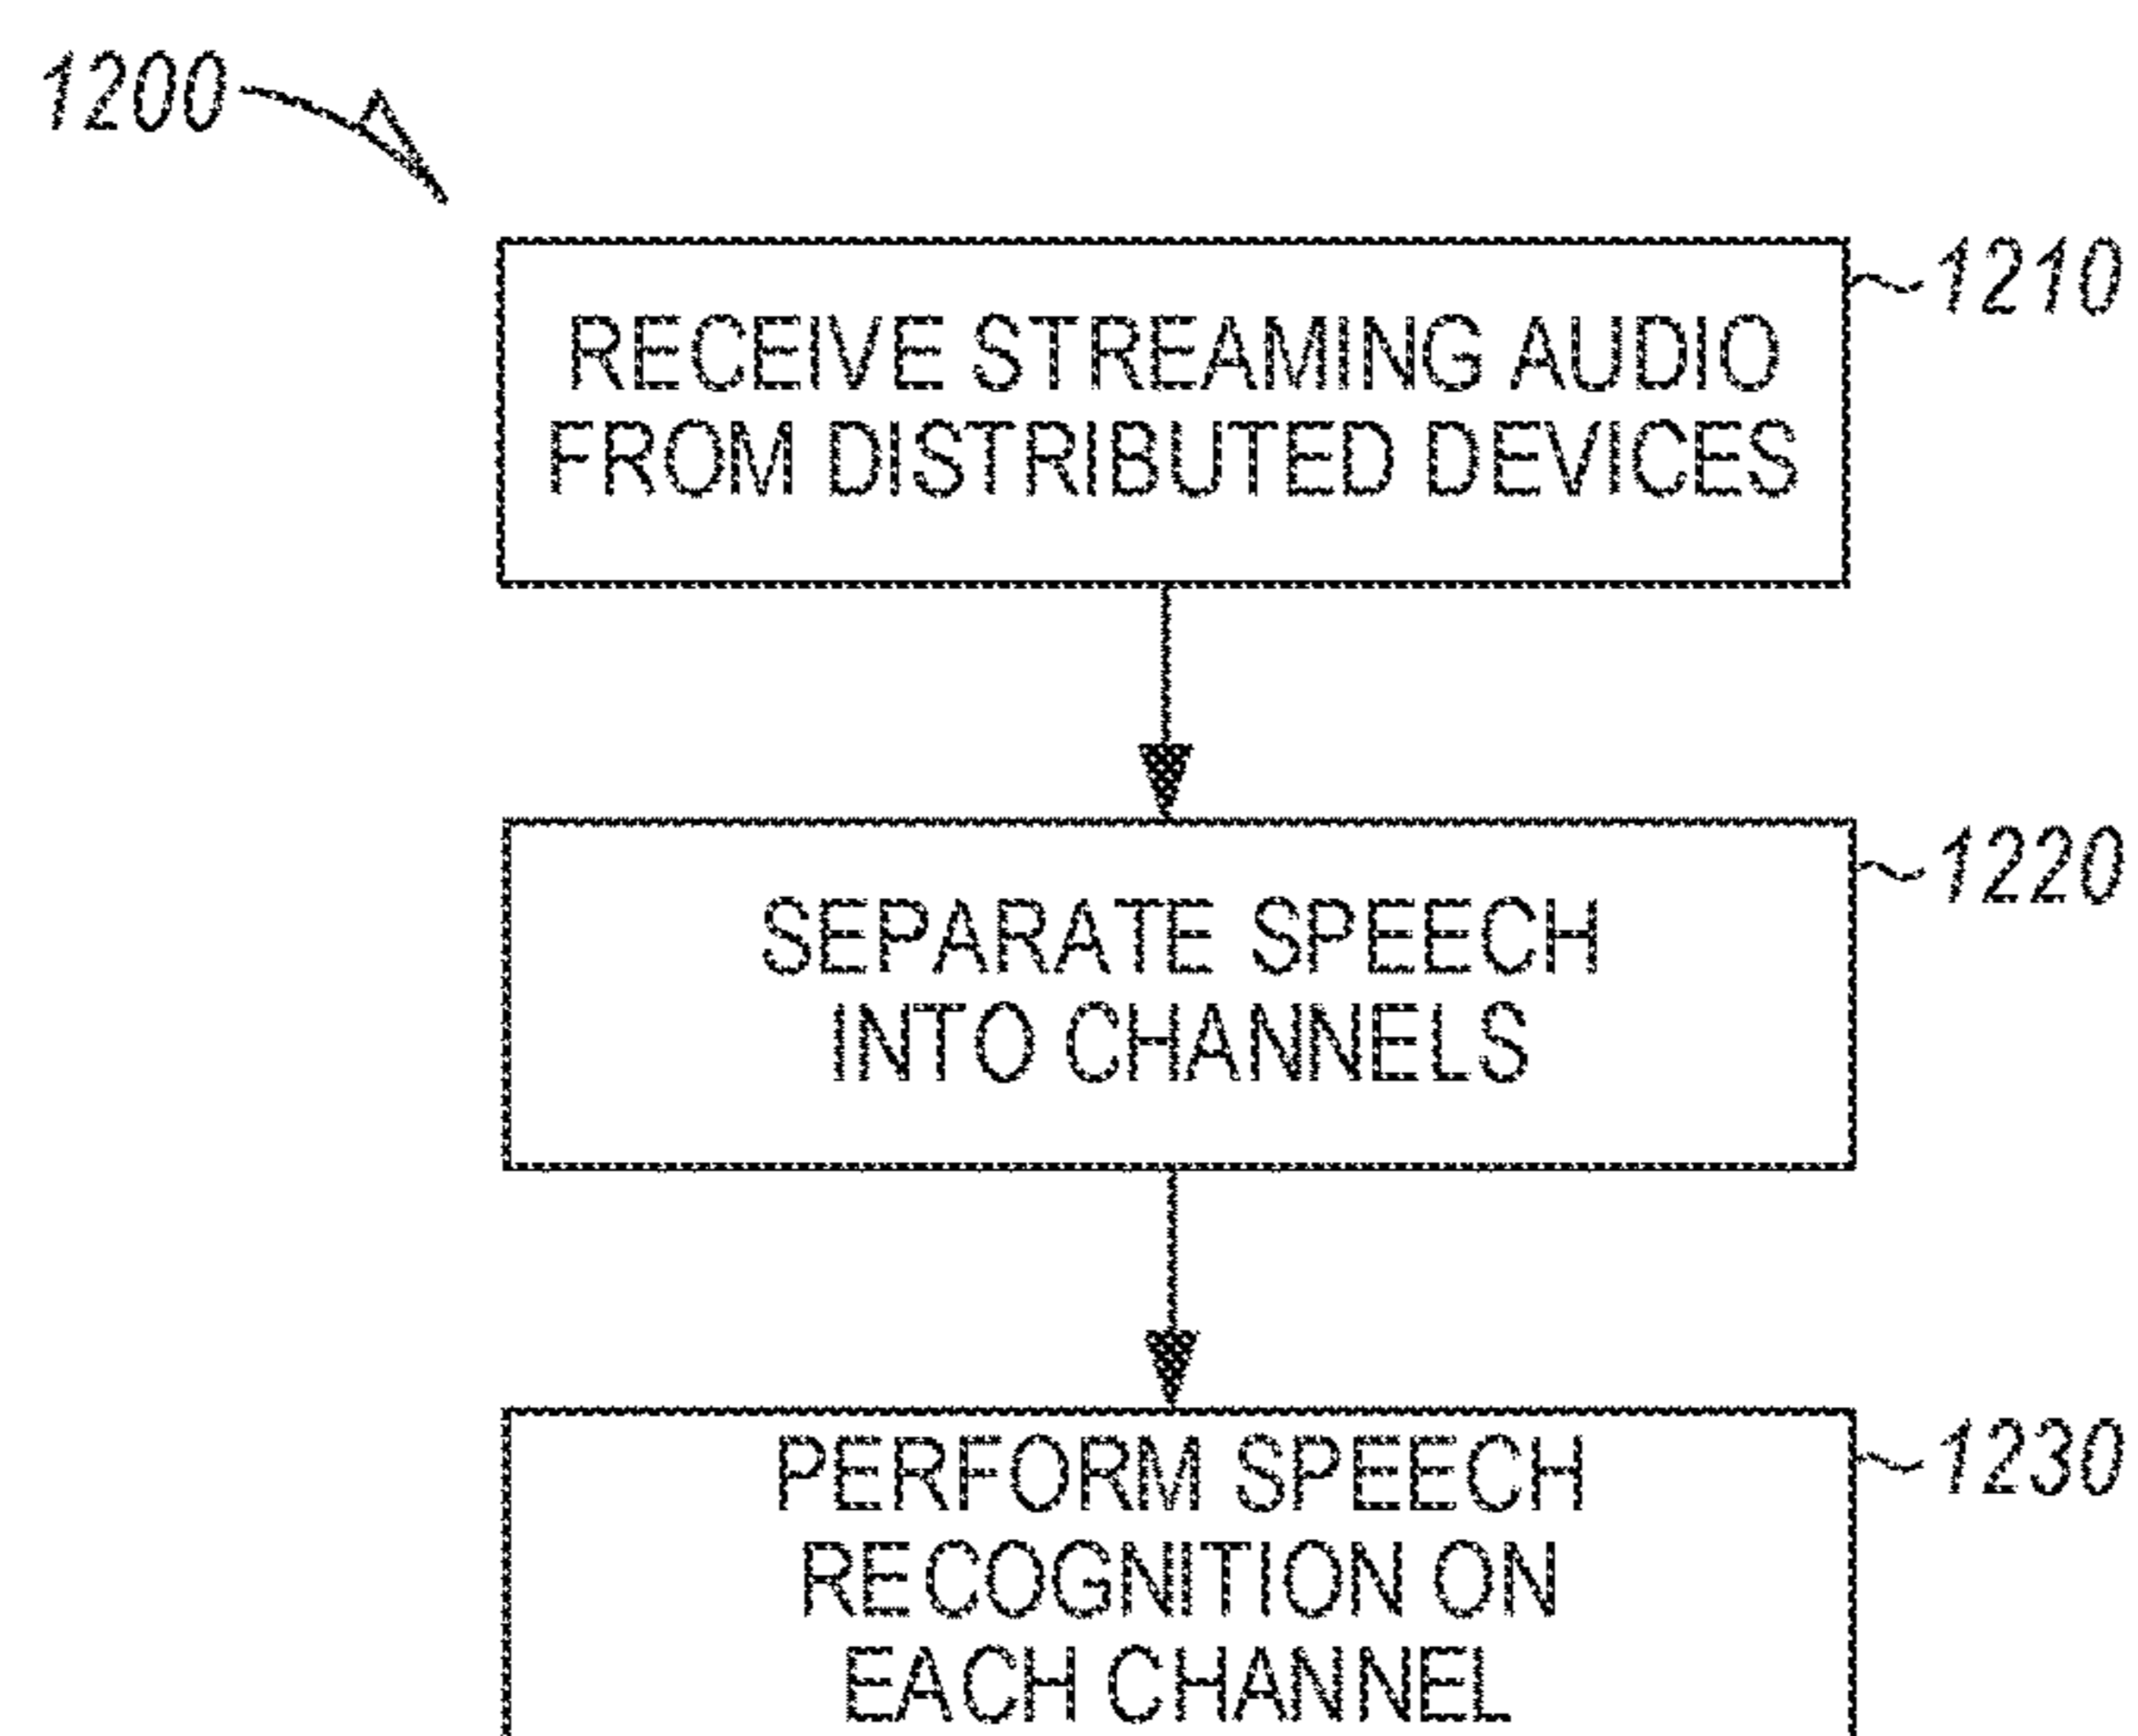 1200
RECEIVE STREAMING AUDIO
FROM DISTRIBUTED DEVICES
1210
SEPARATE SPEECH
INTO CHANNELS
1220
PERFORM SPEECH
RECOGNITION ON
EACH CHANNEL
1230